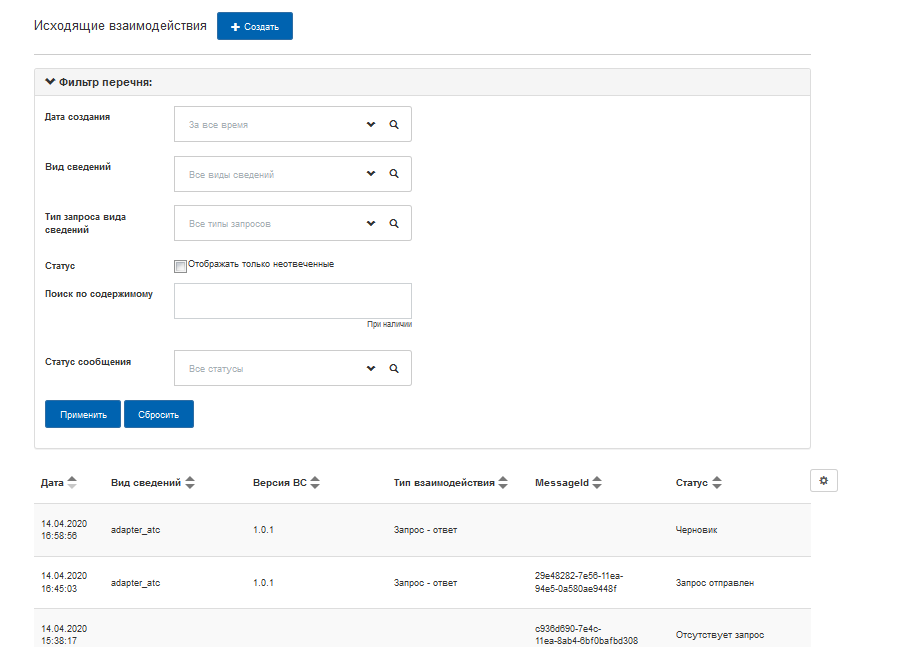 Исходящие взаимодействия
Создать
Фильтр перечня:
Дата создания
За все время
Вид сведений
Все виды сведений
Тип запроса вида
сведений
Все типы запросов
Статус
Отображать только неотвеченные
Поиск по содержимому
При наличии
Статус сообщения
Все статусы
Применить
Сбросить
Дата Вид сведений Версия ВС Тип взаимодействия MessageId Статус
14.04.2020
16:58:56
adapter_atc 1.0.1 Запрос - ответ Черновик
14.04.2020
16:45:03
adapter_atc 1.0.1 Запрос - ответ
29e48282-7e56-11ea-
94e5-0a580ae9448f
Запрос отправлен
14.04.2020
15:38:17
c936d690-7e4c-
11ea-8ab4-6bf0bafbd308
Отсутствует запрос